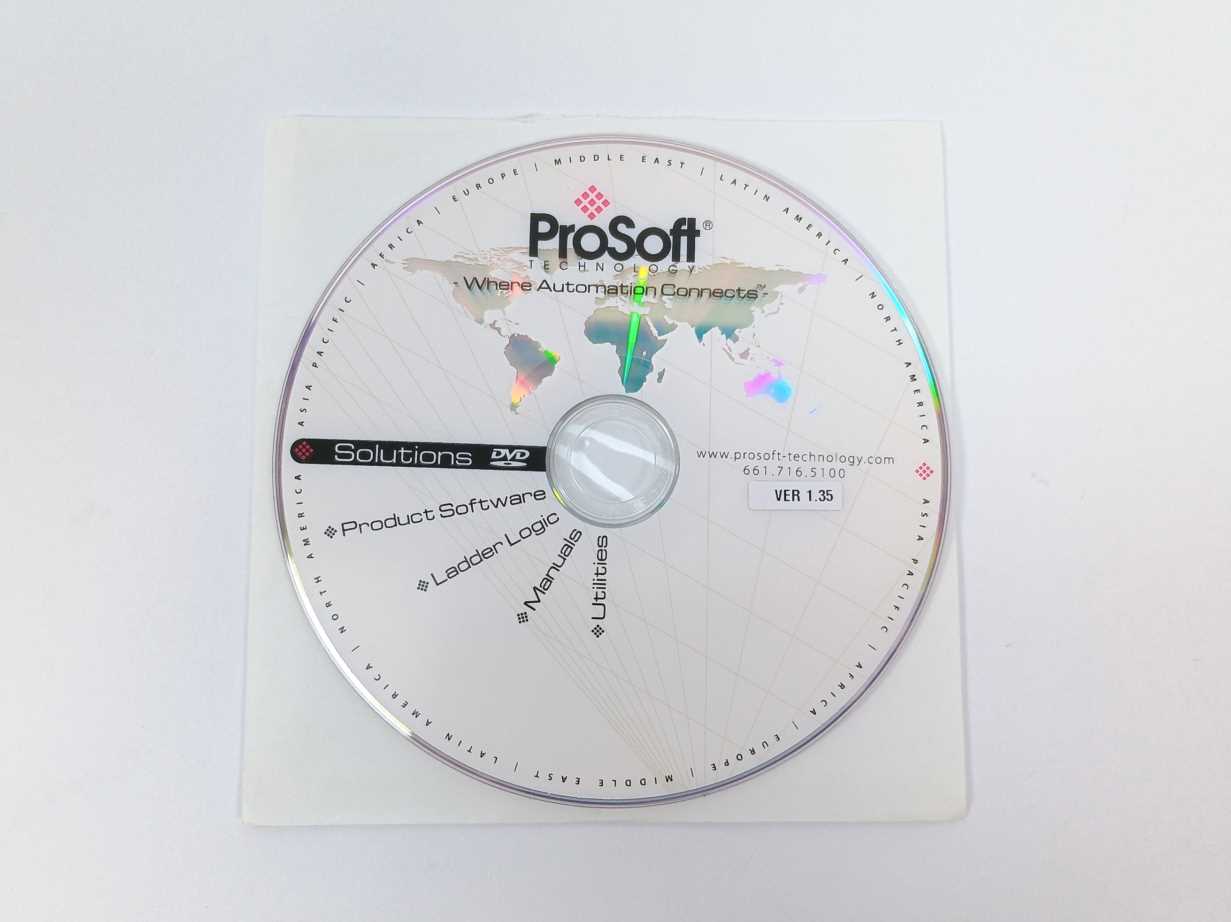 ASIA PACIFIC | AFRICA | EUROPE | MIDDLE EAST | LATIN AMERICA | NORTH AMERICA
ProSoft®
TECHNOLOGY
- Where Automation Connects™ -
Solutions DVD
www.prosoft-technology.com
661.716.5100
VER 1.35
Product Software
Ladder Logic
Manuals
Utilities
ASIA PACIFIC | AFRICA | EUROPE | MIDDLE EAST | LATIN AMERICA | NORTH AMERICA